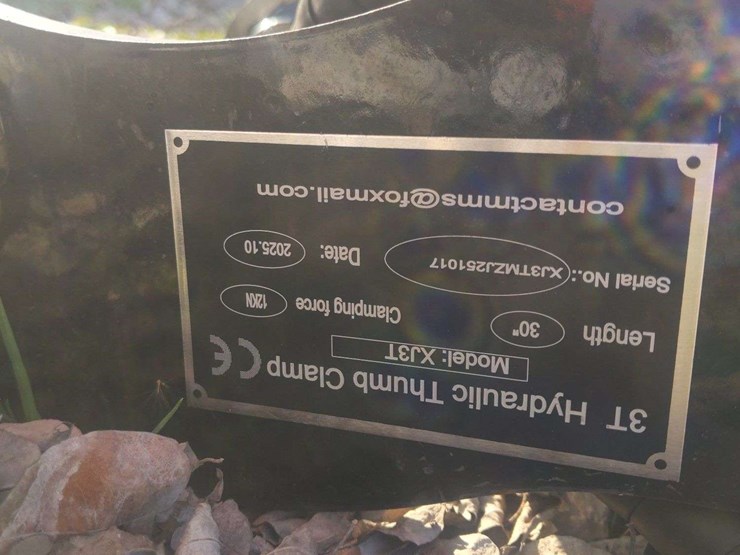 3T Hydraulic Thumb Clamp CE
Model: XJ3T
Length 30" Clamping force 12KN
Serial No.: XJ3TMZJ251017 Date: 2025.10
contactmms@foxmail.com